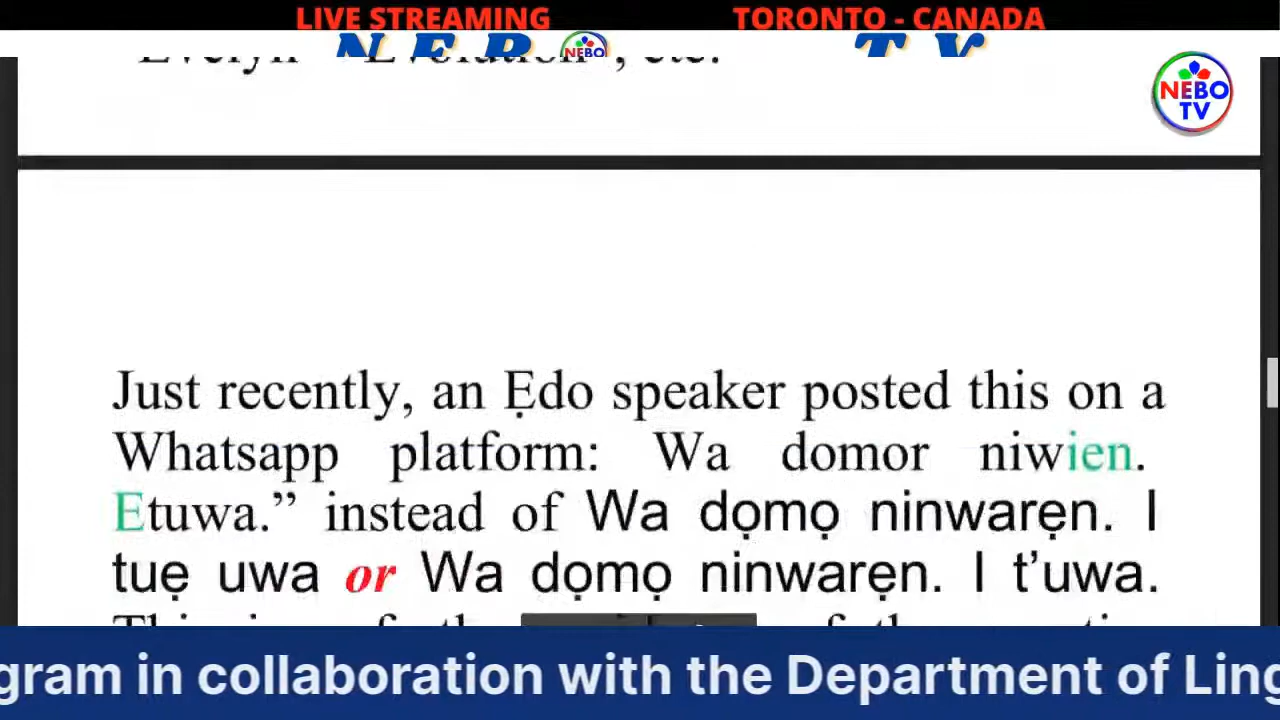 LIVE STREAMING TORONTO - CANADA
NEBO TV
NEBO
TV
Just recently, an Ẹdo speaker posted this on a
Whatsapp platform: Wa domor niwien.
Etuwa.” instead of Wa dọmọ ninwarẹn. I
tuẹ uwa or Wa dọmọ ninwarẹn. I t’uwa.
gram in collaboration with the Department of Ling